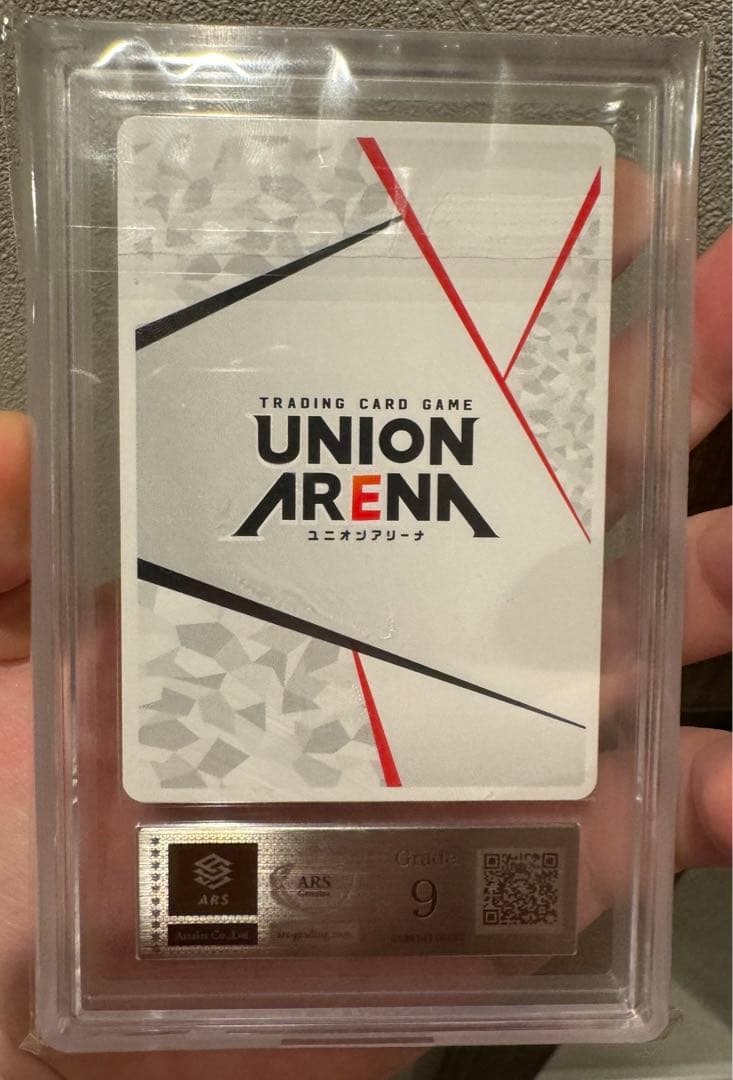 TRADING CARD GAME
UNION
ARENA
ユニオンアリーナ
ARS
ARS
Genuine
Grade
9
ars-grading.com